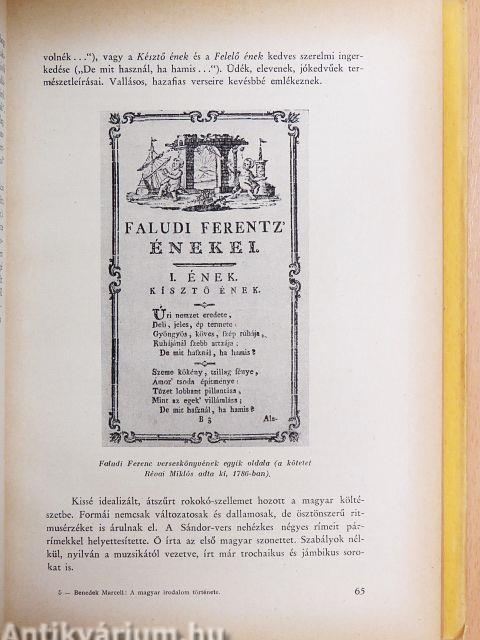 volnék...“), vagy a Késztő ének és a Felelő ének kedves szerelmi inger-
kedése („De mit használ, ha hamis...“). Üdék, elevenek, jókedvűek ter-
mészetleírásai. Vallásos, hazafias verseire kevésbbé emlékeznek.
FALUDI FERENTZ'
ÉNEKEI.
I. ÉNEK.
KÍSZTŐ ÉNEK.
Úri nemzet eredete,
Deli, jeles, ép termete:
Gyöngyös, köves, szép ruhája,
Ruhájánál szebb artzája:
De mit használ, ha hamis?
Szeme kökény, tsillag fénye,
Amor' tsoda építménye:
Tüzet lobbant pillantása,
Mint az egek' villámlása;
De mit használ, ha hamis?
B 3 Ala-
Faludi Ferenc verseskönyvének egyik oldala (a kötetet
Révai Miklós adta ki, 1786-ban).
Kissé idealizált, átszűrt rokokó-szellemet hozott a magyar költé-
szetbe. Formái nemcsak változatosak és dallamosak, de ösztönszerű rit-
musérzéket is árulnak el. A Sándor-vers nehézkes négyes rímeit pár-
rímekkel helyettesítette. Ő írta az első magyar szonettet. Szabályok nél-
kül, nyilván a muzsikától vezetve, írt már trochaikus és jámbikus soro-
kat is.
5 — Benedek Marcell: A magyar irodalom története. 65
Antikvárium.hu